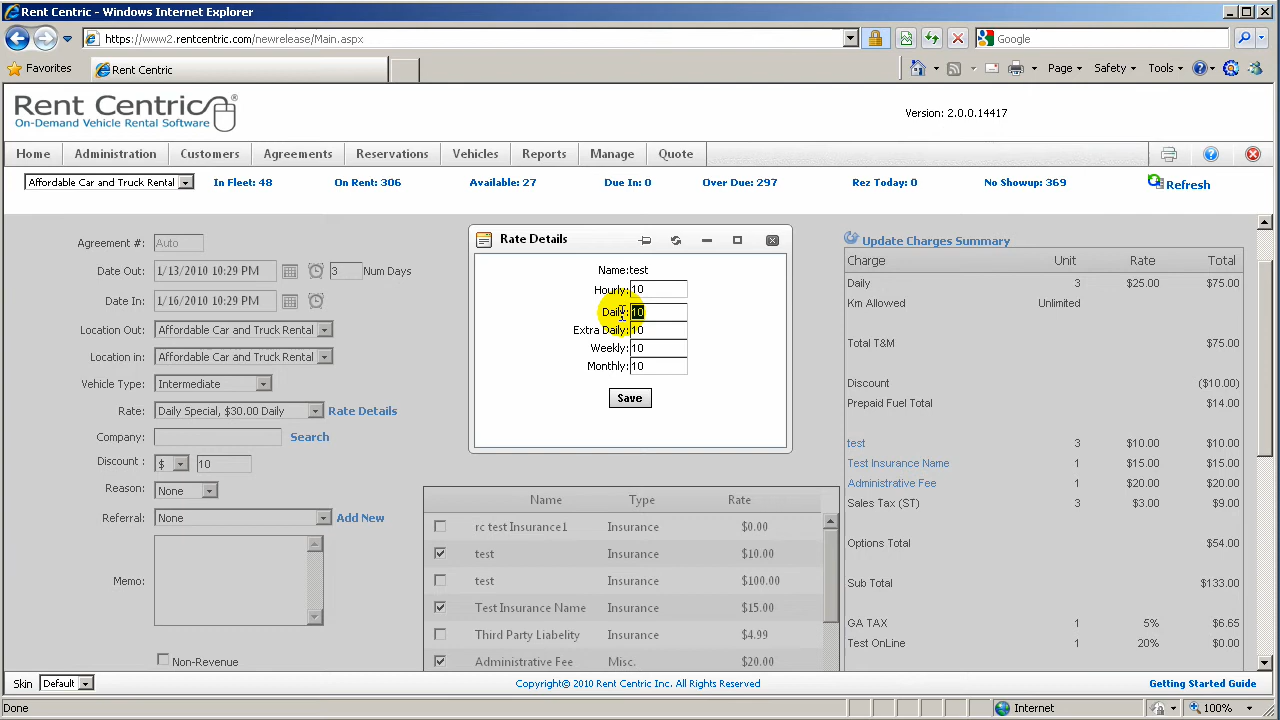 Rent Centric - Windows Internet Explorer
https://www2.rentcentric.com/newrelease/Main.aspx
Google
Favorites
Rent Centric
Page
Safety
Tools
Rent Centric®
On-Demand Vehicle Rental Software®
Version: 2.0.0.14417
Home
Administration
Customers
Agreements
Reservations
Vehicles
Reports
Manage
Quote
Affordable Car and Truck Rental
In Fleet: 48
On Rent: 306
Available: 27
Due In: 0
Over Due: 297
Rez Today: 0
No Showup: 369
Refresh
Agreement #: Auto
Date Out: 1/13/2010 10:29 PM 3 Num Days
Date In: 1/16/2010 10:29 PM
Location Out: Affordable Car and Truck Rental
Location in: Affordable Car and Truck Rental
Vehicle Type: Intermediate
Rate: Daily Special, $30.00 Daily Rate Details
Company: Search
Discount : $ 10
Reason: None
Referral: None Add New
Memo:
Non-Revenue
Rate Details
Name:test
Hourly: 10
Daily: 10
Extra Daily: 10
Weekly: 10
Monthly: 10
Save
Name Type Rate
rc test Insurance1 Insurance $0.00
test Insurance $10.00
test Insurance $100.00
Test Insurance Name Insurance $15.00
Third Party Liabelity Insurance $4.99
Administrative Fee Misc. $20.00
Update Charges Summary
Charge Unit Rate Total
Daily 3 $25.00 $75.00
Km Allowed Unlimited
Total T&M $75.00
Discount ($10.00)
Prepaid Fuel Total $14.00
test 3 $10.00 $10.00
Test Insurance Name 1 $15.00 $15.00
Administrative Fee 1 $20.00 $20.00
Sales Tax (ST) 3 $3.00 $9.00
Options Total $54.00
Sub Total $133.00
GA TAX 1 5% $6.65
Test OnLine 1 20% $0.00
Skin Default
Copyright© 2010 Rent Centric Inc. All Rights Reserved
Getting Started Guide
Done
Internet
100%